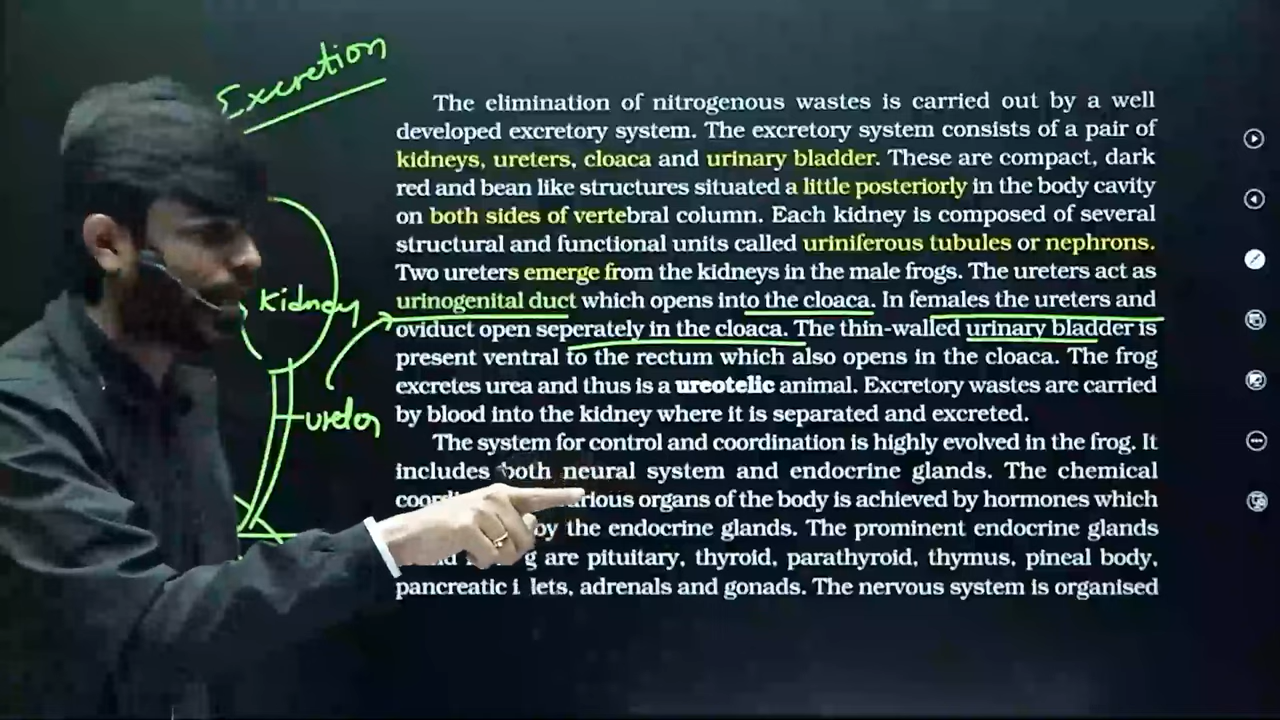 Excretion
The elimination of nitrogenous wastes is carried out by a well
developed excretory system. The excretory system consists of a pair of
kidneys, ureters, cloaca and urinary bladder. These are compact, dark
red and bean like structures situated a little posteriorly in the body cavity
on both sides of vertebral column. Each kidney is composed of several
structural and functional units called uriniferous tubules or nephrons.
Two ureters emerge from the kidneys in the male frogs. The ureters act as
urinogenital duct which opens into the cloaca. In females the ureters and
oviduct open seperately in the cloaca. The thin-walled urinary bladder is
present ventral to the rectum which also opens in the cloaca. The frog
excretes urea and thus is a ureotelic animal. Excretory wastes are carried
by blood into the kidney where it is separated and excreted.
The system for control and coordination is highly evolved in the frog. It
includes both neural system and endocrine glands. The chemical
organs of the body is achieved by hormones which
by the endocrine glands. The prominent endocrine glands
are pituitary, thyroid, parathyroid, thymus, pineal body,
pancreatic i lets, adrenals and gonads. The nervous system is organised
Kidney